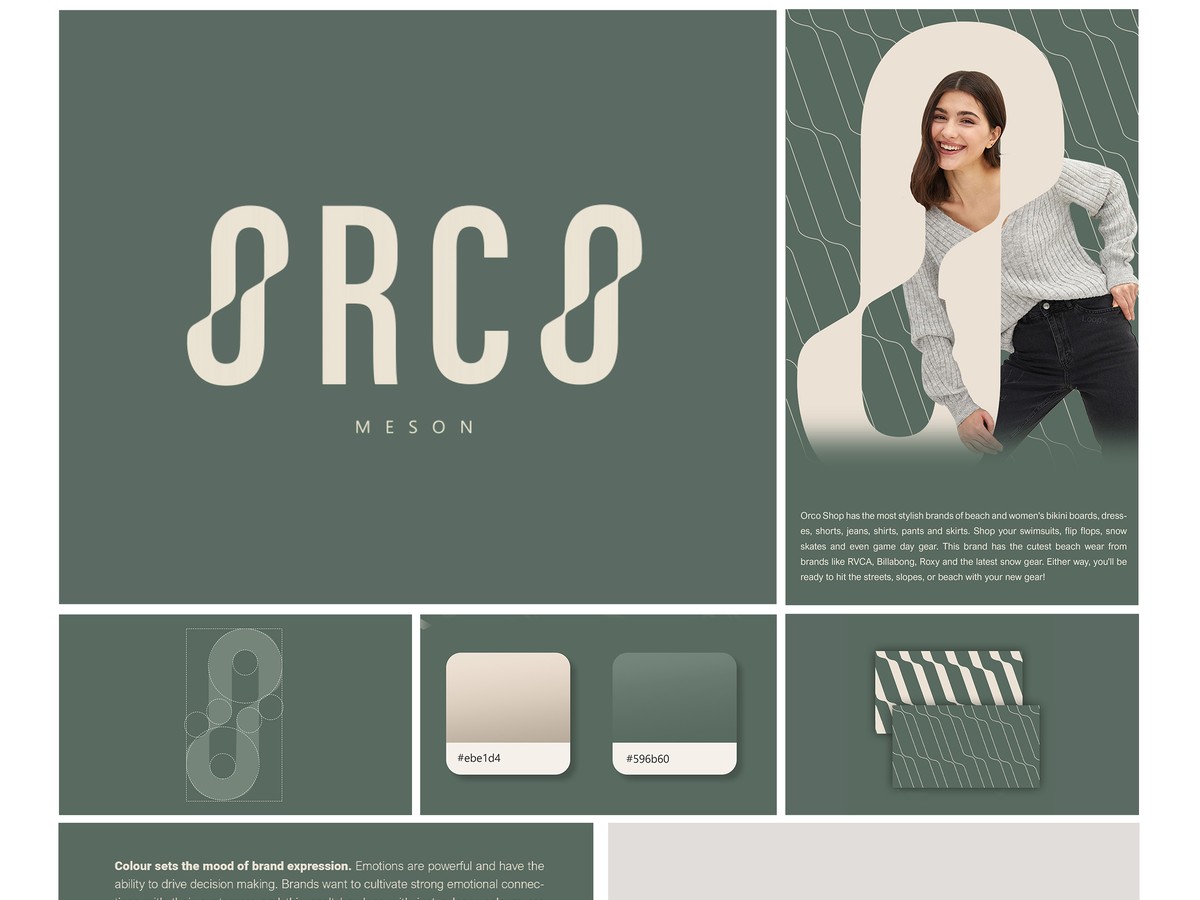 ORCO
MESON
Orco Shop has the most stylish brands of beach and women's bikini boards, dress-
es, shorts, jeans, shirts, pants and skirts. Shop your swimsuits, flip flops, snow
skates and even game day gear. This brand has the cutest beach wear from
brands like RVCA, Billabong, Roxy and the latest snow gear. Either way, you'll be
ready to hit the streets, slopes, or beach with your new gear!
#ebe1d4
#596b60
Colour sets the mood of brand expression. Emotions are powerful and have the
ability to drive decision making. Brands want to cultivate strong emotional connec-